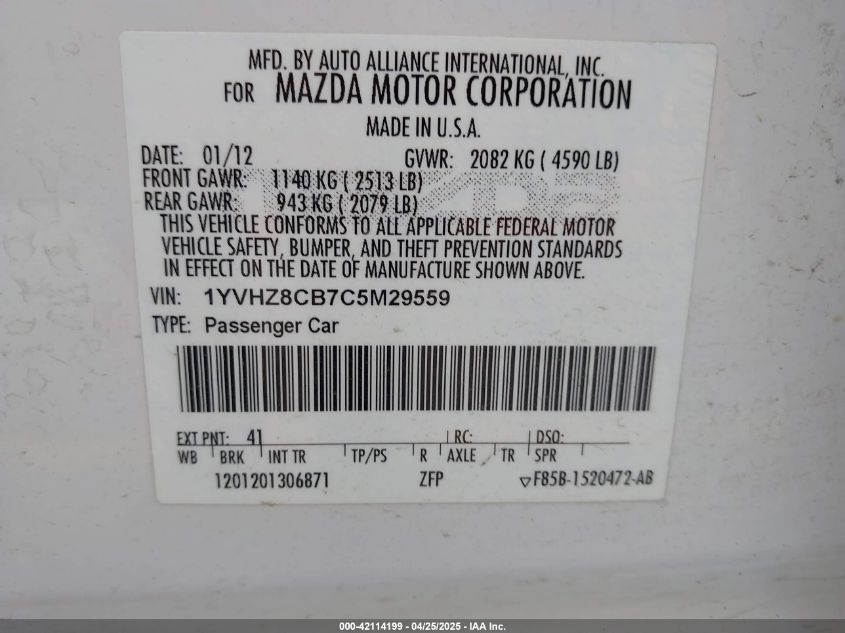 MFD. BY AUTO ALLIANCE INTERNATIONAL, INC.
FOR MAZDA MOTOR CORPORATION
MADE IN U.S.A.
DATE: 01/12 GVWR: 2082 KG ( 4590 LB)
FRONT GAWR: 1140 KG ( 2513 LB)
REAR GAWR: 943 KG ( 2079 LB)
THIS VEHICLE CONFORMS TO ALL APPLICABLE FEDERAL MOTOR
VEHICLE SAFETY, BUMPER, AND THEFT PREVENTION STANDARDS
IN EFFECT ON THE DATE OF MANUFACTURE SHOWN ABOVE.
VIN: 1YVHZ8CB7C5M29559
TYPE: Passenger Car
EXT PNT: 41 RC: DSO:
WB BRK INT TR TP/PS R AXLE TR SPR
1201201306871 ZFP ▽F85B-1520472-AB
000-42114199 - 04/25/2025 - IAA Inc.